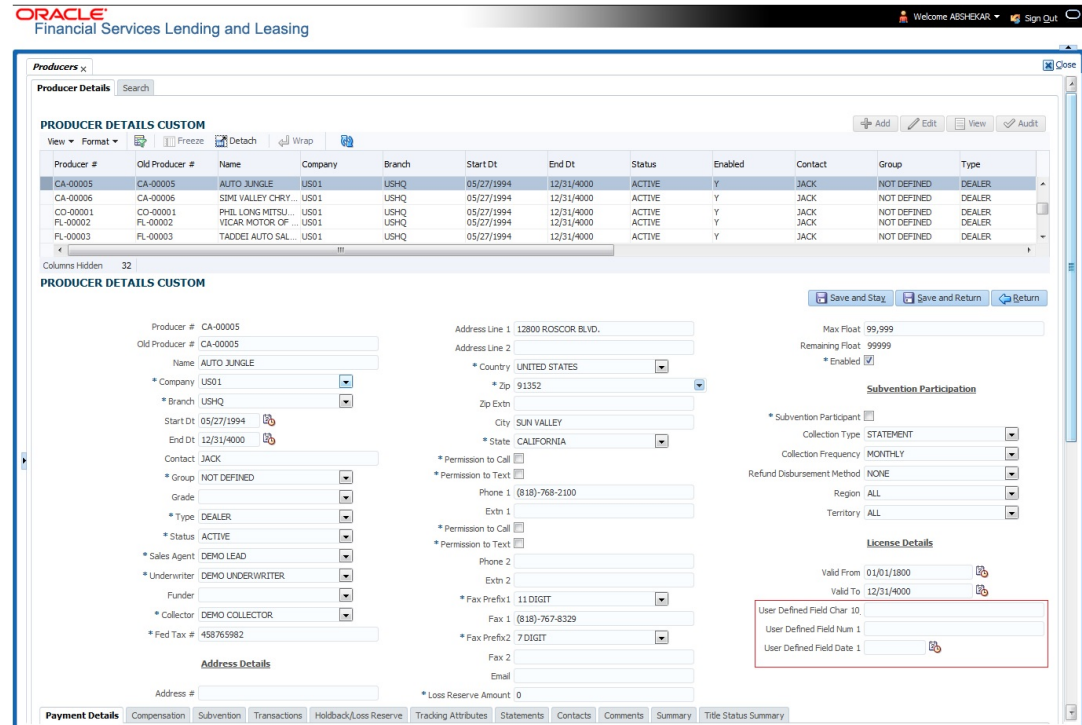 ORACLE®
Financial Services Lending and Leasing
Welcome ABSHEKAR
Sign Out
Producers x
Close
Producer Details Search
PRODUCER DETAILS CUSTOM
Add Edit View Audit
View Format Freeze Detach Wrap
Producer # Old Producer # Name Company Branch Start Dt End Dt Status Enabled Contact Group Type
CA-00005 CA-00005 AUTO JUNGLE US01 USHQ 05/27/1994 12/31/4000 ACTIVE Y JACK NOT DEFINED DEALER
CA-00006 CA-00006 SIMI VALLEY CHRY... US01 USHQ 05/27/1994 12/31/4000 ACTIVE Y JACK NOT DEFINED DEALER
CO-00001 CO-00001 PHIL LONG MITSU... US01 USHQ 05/27/1994 12/31/4000 ACTIVE Y JACK NOT DEFINED DEALER
FL-00002 FL-00002 VICAR MOTOR OF ... US01 USHQ 05/27/1994 12/31/4000 ACTIVE Y JACK NOT DEFINED DEALER
FL-00003 FL-00003 TADDEI AUTO SAL... US01 USHQ 05/27/1994 12/31/4000 ACTIVE Y JACK NOT DEFINED DEALER
Columns Hidden 32
PRODUCER DETAILS CUSTOM
Save and Stay Save and Return Return
Producer # CA-00005
Old Producer # CA-00005
Name AUTO JUNGLE
* Company US01
* Branch USHQ
Start Dt 05/27/1994
End Dt 12/31/4000
Contact JACK
* Group NOT DEFINED
Grade
* Type DEALER
* Status ACTIVE
* Sales Agent DEMO LEAD
* Underwriter DEMO UNDERWRITER
Funder
* Collector DEMO COLLECTOR
* Fed Tax # 458765982
Address Details
Address #
Address Line 1 12800 ROSCOR BLVD.
Address Line 2
* Country UNITED STATES
* Zip 91352
Zip Extn
City SUN VALLEY
* State CALIFORNIA
* Permission to Call
* Permission to Text
Phone 1 (818)-768-2100
Extn 1
* Permission to Call
* Permission to Text
Phone 2
Extn 2
* Fax Prefix1 11 DIGIT
Fax 1 (818)-767-8329
* Fax Prefix2 7 DIGIT
Fax 2
Email
* Loss Reserve Amount 0
Max Float 99,999
Remaining Float 99999
* Enabled
Subvention Participation
* Subvention Participant
Collection Type STATEMENT
Collection Frequency MONTHLY
Refund Disbursement Method NONE
Region ALL
Territory ALL
License Details
Valid From 01/01/1800
Valid To 12/31/4000
User Defined Field Char 10
User Defined Field Num 1
User Defined Field Date 1
Payment Details Compensation Subvention Transactions Holdback/Loss Reserve Tracking Attributes Statements Contacts Comments Summary Title Status Summary